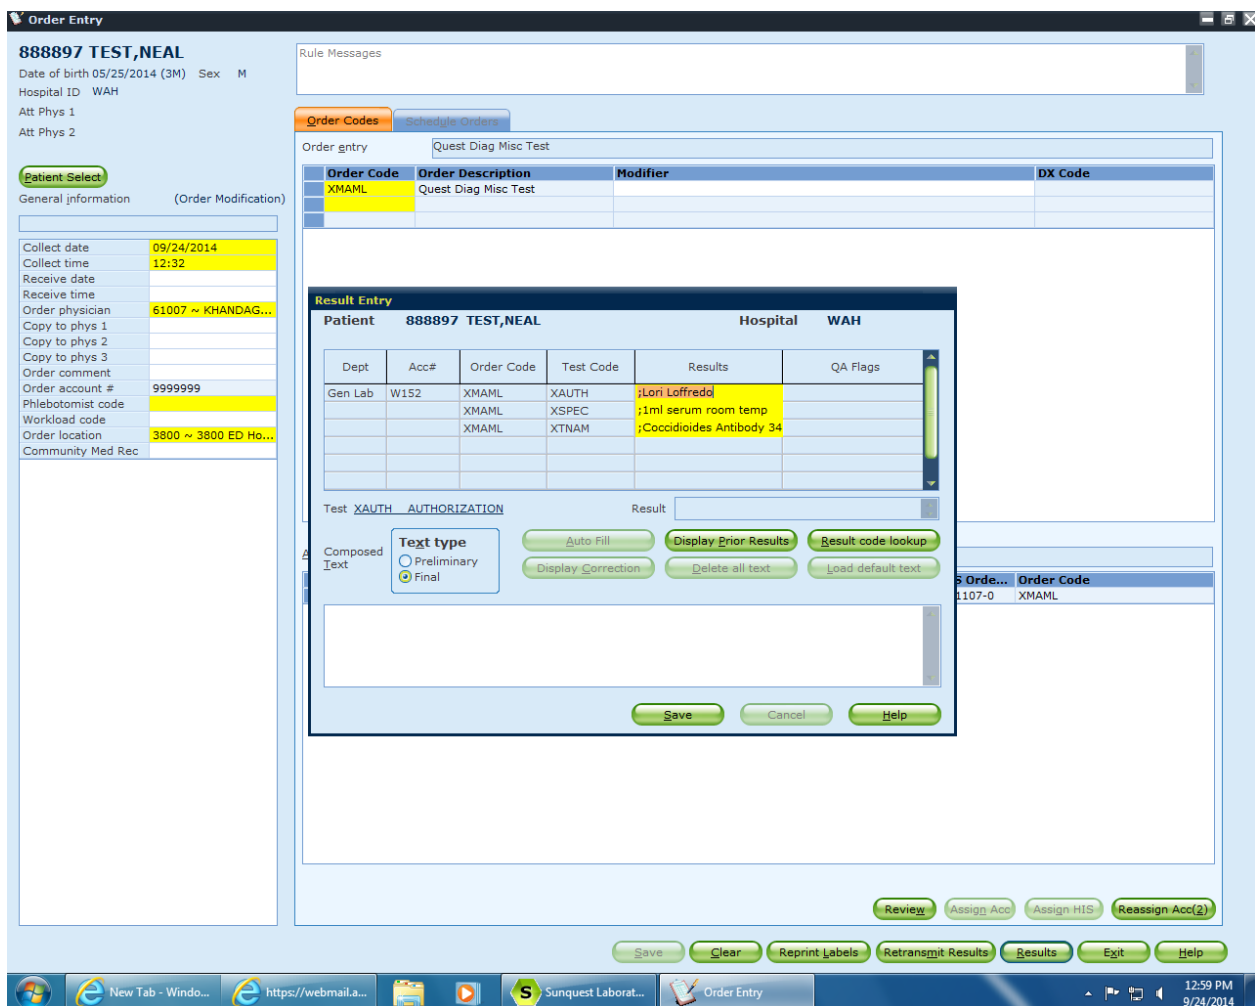 Order Entry
888897 TEST,NEAL
Date of birth 05/25/2014 (3M) Sex M
Hospital ID WAH
Att Phys 1
Att Phys 2
Patient Select
General information (Order Modification)
Collect date 09/24/2014
Collect time 12:32
Receive date
Receive time
Order physician 61007 ~ KHANDAG...
Copy to phys 1
Copy to phys 2
Copy to phys 3
Order comment
Order account # 9999999
Phlebotomist code
Workload code
Order location 3800 ~ 3800 ED Ho...
Community Med Rec
Rule Messages
Order Codes Schedule Orders
Order entry Quest Diag Misc Test
Order Code Order Description Modifier DX Code
XMAML Quest Diag Misc Test
Result Entry
Patient 888897 TEST,NEAL Hospital WAH
Dept Acc# Order Code Test Code Results QA Flags
Gen Lab W152 XMAML XAUTH ;Lori Loffredo
XMAML XSPEC ;1ml serum room temp
XMAML XTNAM ;Coccidioides Antibody 34
Test XAUTH AUTHORIZATION Result
Composed Text
Text type
Preliminary
Final
Auto Fill Display Prior Results Result code lookup
Display Correction Delete all text Load default text
Save Cancel Help
A
S Orde... Order Code
1107-0 XMAML
Review Assign Acc Assign HIS Reassign Acc(2)
Save Clear Reprint Labels Retransmit Results Results Exit Help
New Tab - Windo... https://webmail.a... S Sunquest Laborat... Order Entry
12:59 PM
9/24/2014